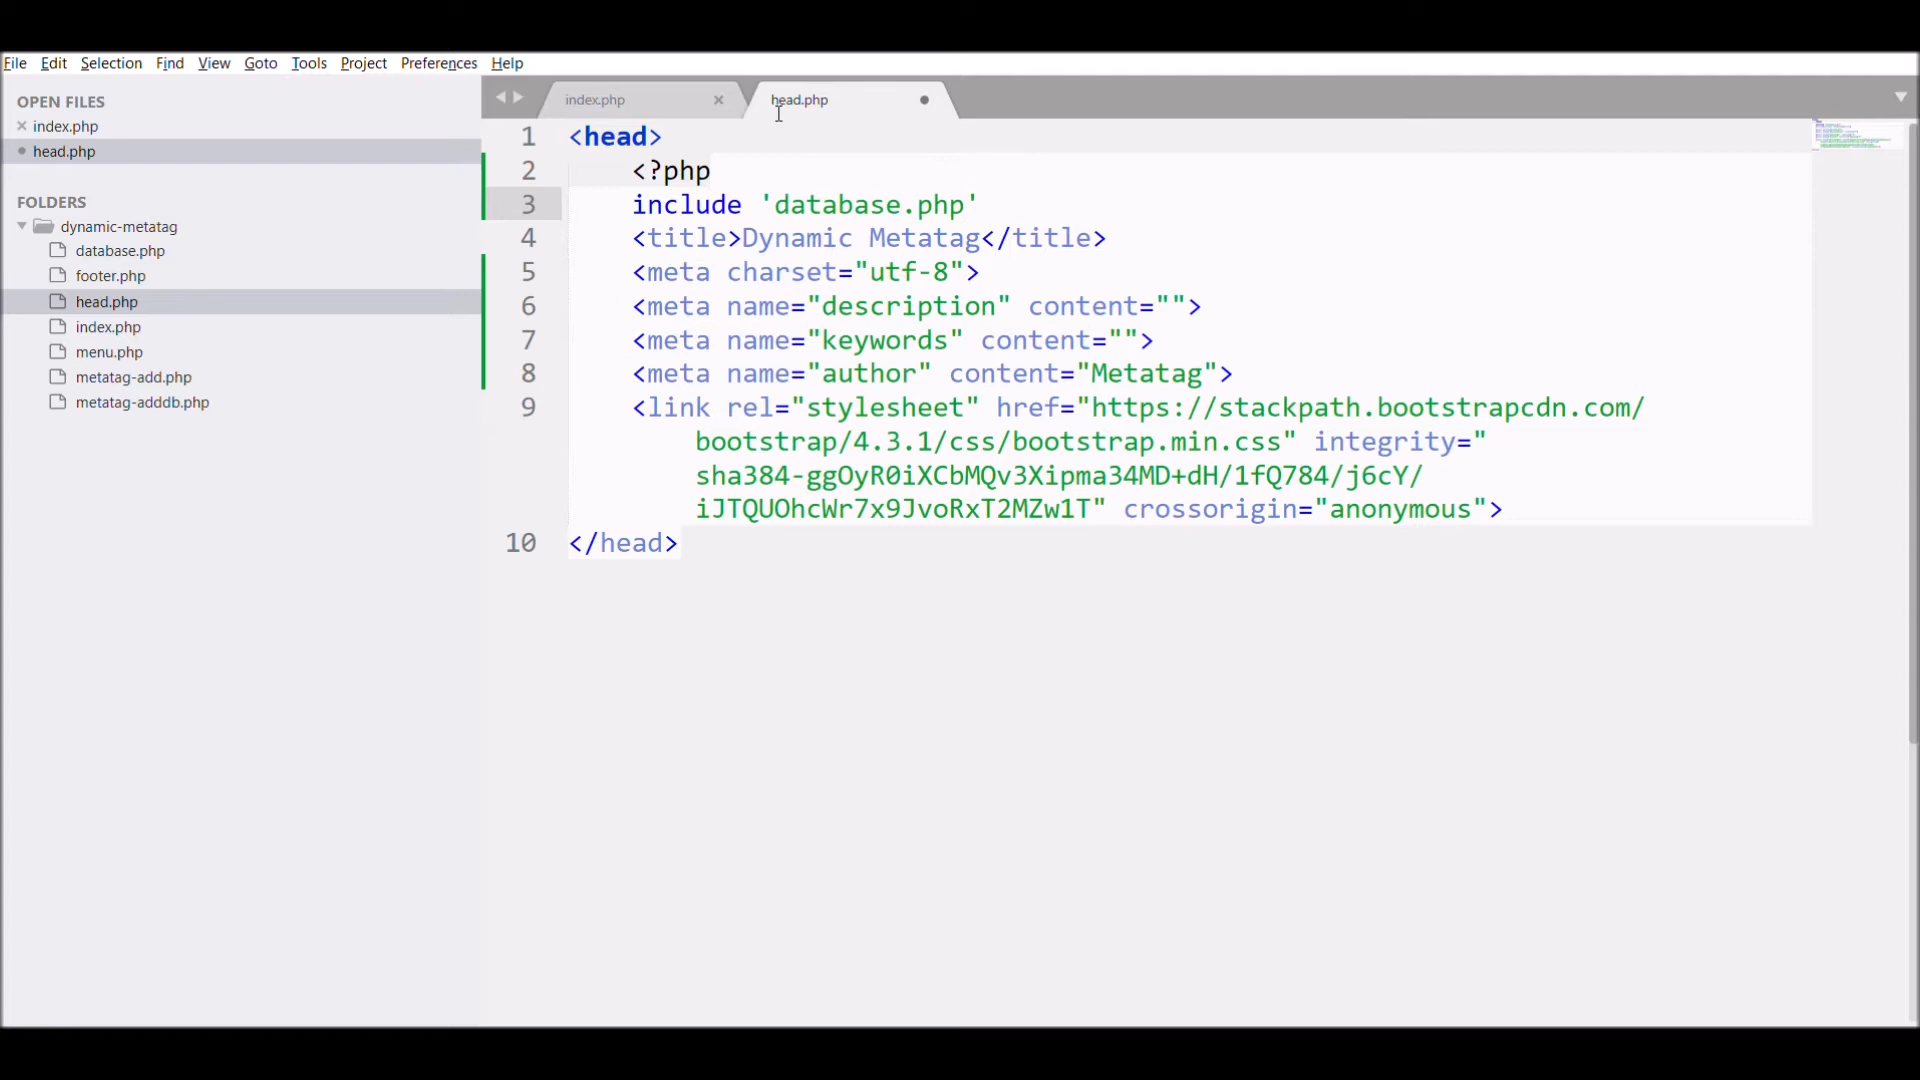 File Edit Selection Find View Goto Tools Project Preferences Help
OPEN FILES
index.php
head.php
FOLDERS
dynamic-metatag
database.php
footer.php
head.php
index.php
menu.php
metatag-add.php
metatag-adddb.php
index.php head.php
1 <head>
2 <?php
3 include 'database.php'
4 <title>Dynamic Metatag</title>
5 <meta charset="utf-8">
6 <meta name="description" content="">
7 <meta name="keywords" content="">
8 <meta name="author" content="Metatag">
9 <link rel="stylesheet" href="https://stackpath.bootstrapcdn.com/
bootstrap/4.3.1/css/bootstrap.min.css" integrity="
sha384-ggOyR0iXCbMQv3Xipma34MD+dH/1fQ784/j6cY/
iJTQUOhcWr7x9JvoRxT2MZw1T" crossorigin="anonymous">
10 </head>